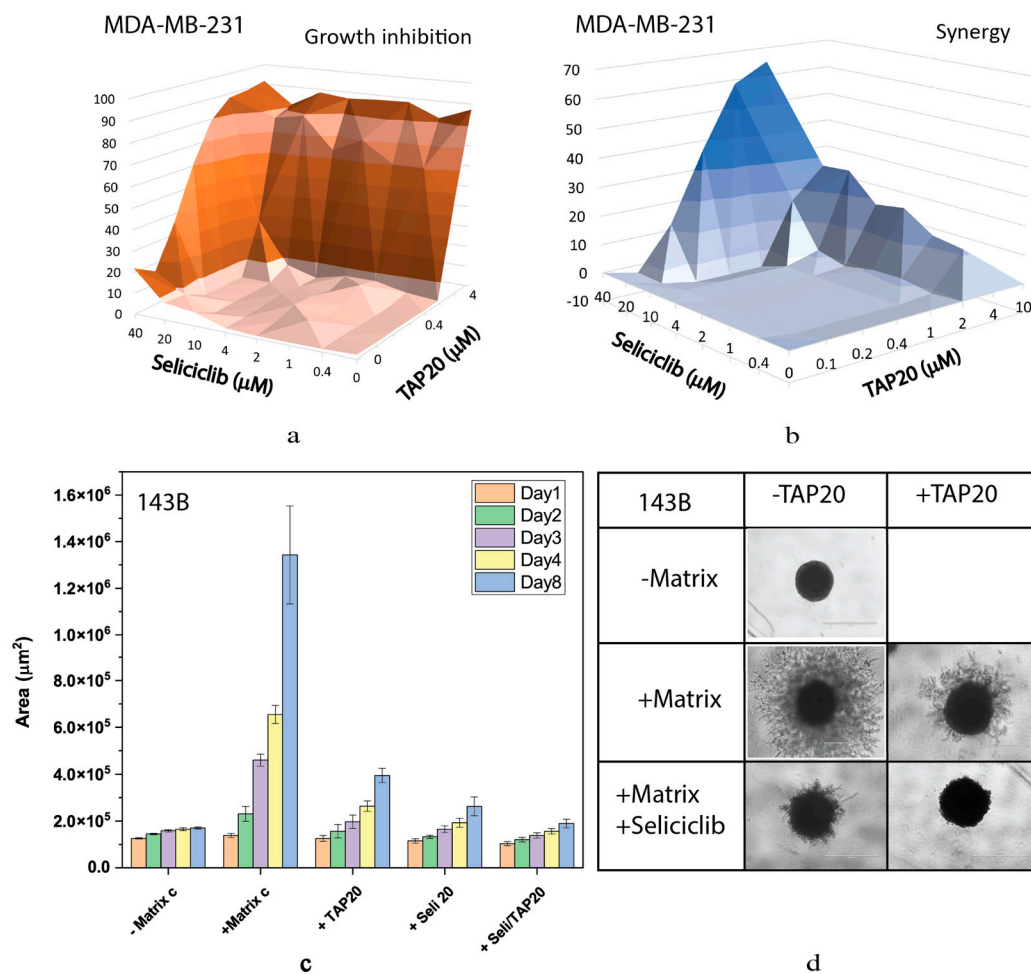 MDA-MB-231
Growth inhibition
100
90
80
70
60
50
40
30
20
10
0
40
20
10
4
2
1
0.4
0
Seliciclib (μM)
0
0.4
4
TAP20 (μM)
a
MDA-MB-231
Synergy
70
60
50
40
30
20
10
0
-10
40
20
10
4
2
1
0.4
0
Seliciclib (μM)
0
0.1
0.2
0.4
1
2
4
10
TAP20 (μM)
b
143B
Day1
Day2
Day3
Day4
Day8
Area (μm²)
1.6×10⁶
1.4×10⁶
1.2×10⁶
1.0×10⁶
8.0×10⁵
6.0×10⁵
4.0×10⁵
2.0×10⁵
0.0
- Matrix c
+Matrix c
+ TAP20
+ Seli 20
+ Seli/TAP20
c
143B
-TAP20
+TAP20
-Matrix
+Matrix
+Matrix
+Seliciclib
d